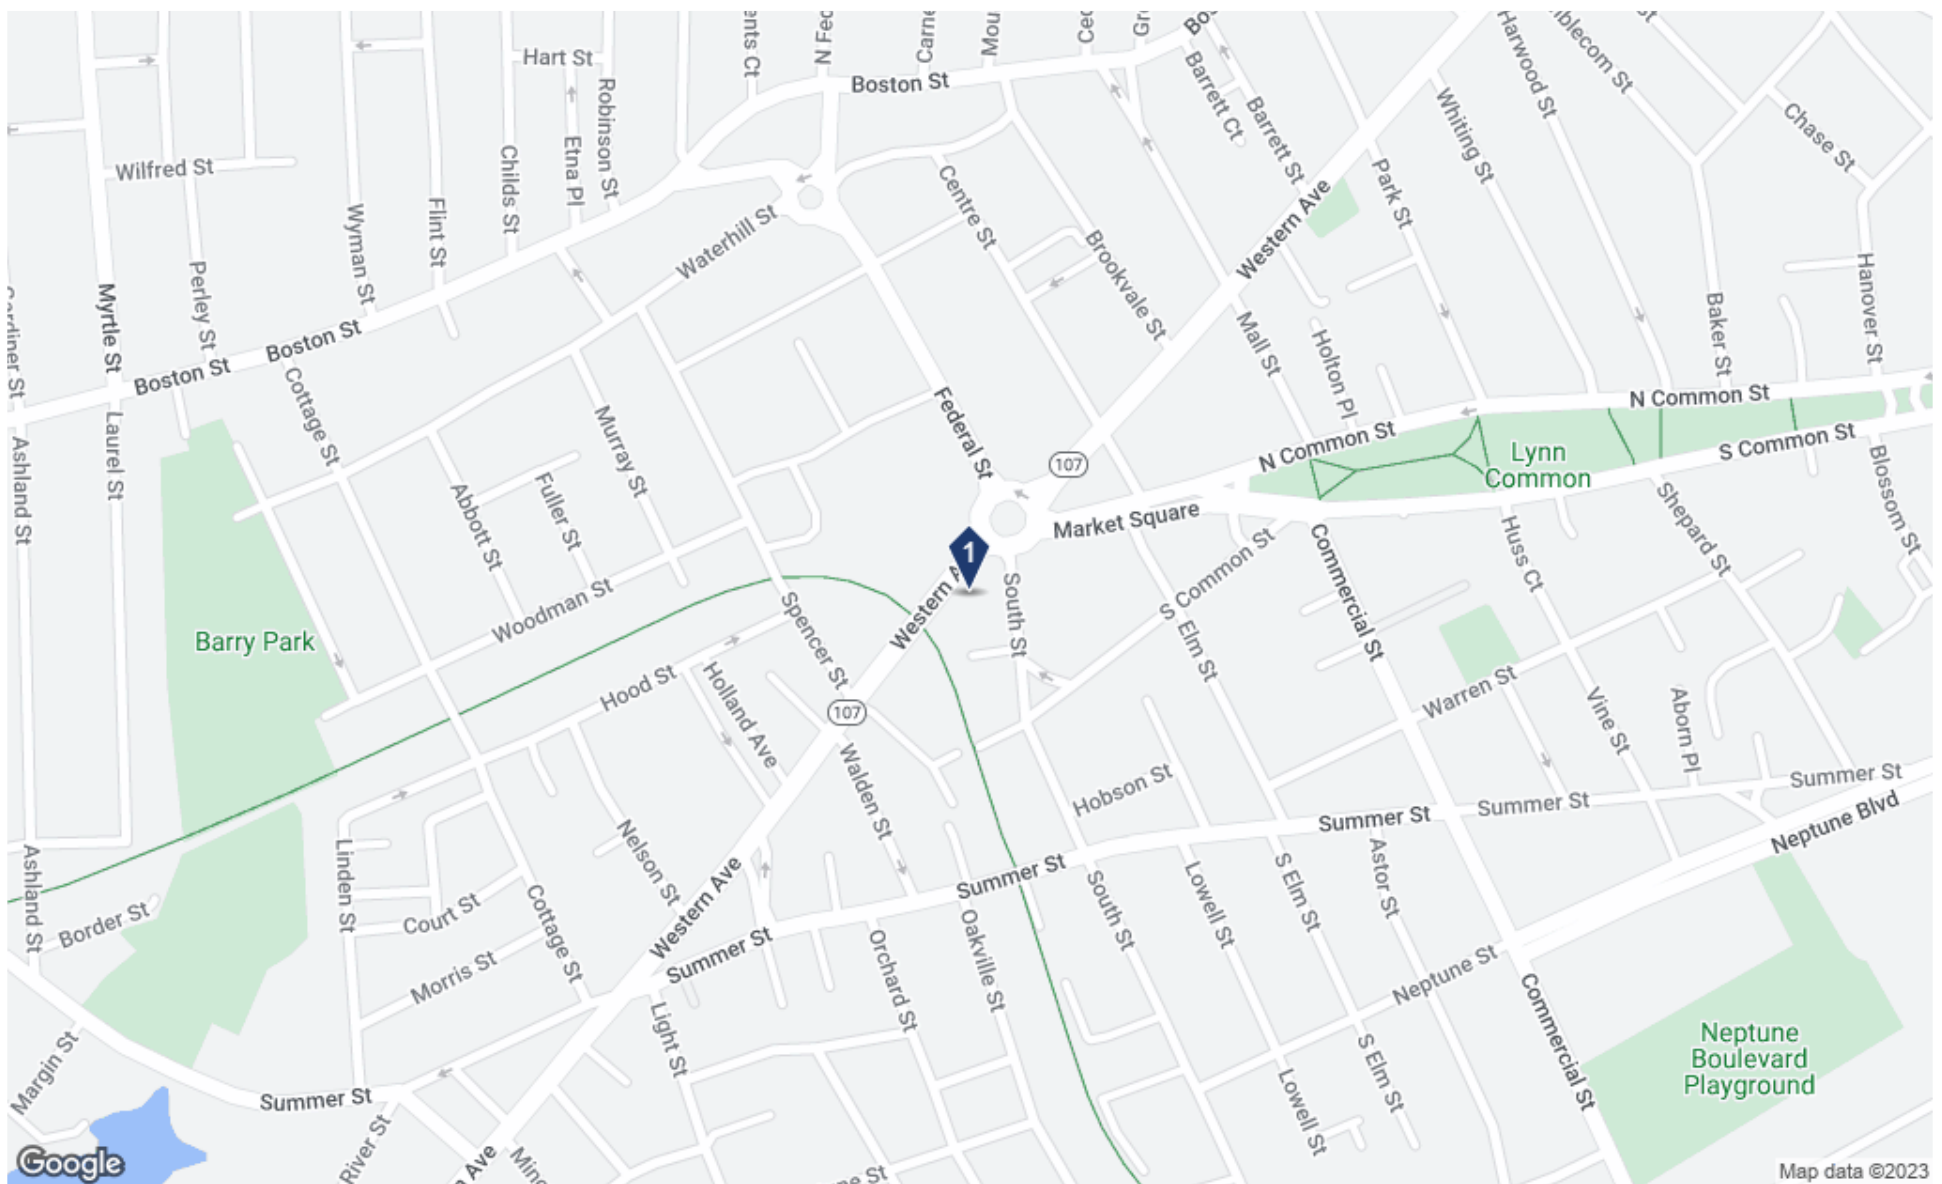 Hart St
Boston St
Barrett Ct
Barrett St
Harwood St
Whiting St
Chase St
Wilfred St
Robinson St
Etna Pl
Childs St
Flint St
Wyman St
Perley St
Myrtle St
Waterhill St
Centre St
Brookvale St
Western Ave
Park St
Mall St
Holton Pl
Baker St
Hanover St
Boston St
Boston St
Cottage St
Laurel St
Ashland St
Murray St
Federal St
Abbott St
Fuller St
107
N Common St
N Common St
S Common St
Lynn
Common
Blossom St
Shepard St
Market Square
1
Commercial St
Huss Ct
S Common St
South St
Western A
Woodman St
Spencer St
Barry Park
Hood St
Holland Ave
107
Walden St
S Elm St
Warren St
Vine St
Aborn Pl
Hobson St
Summer St
Summer St
Summer St
Neptune Blvd
Nelson St
Linden St
Ashland St
Border St
Court St
Cottage St
Morris St
Western Ave
Summer St
Summer St
Orchard St
Oakville St
South St
Lowell St
S Elm St
Astor St
Neptune St
Commercial St
Light St
Margin St
Summer St
River St
Lowell St
S Elm St
Neptune
Boulevard
Playground
Google
Map data ©2023